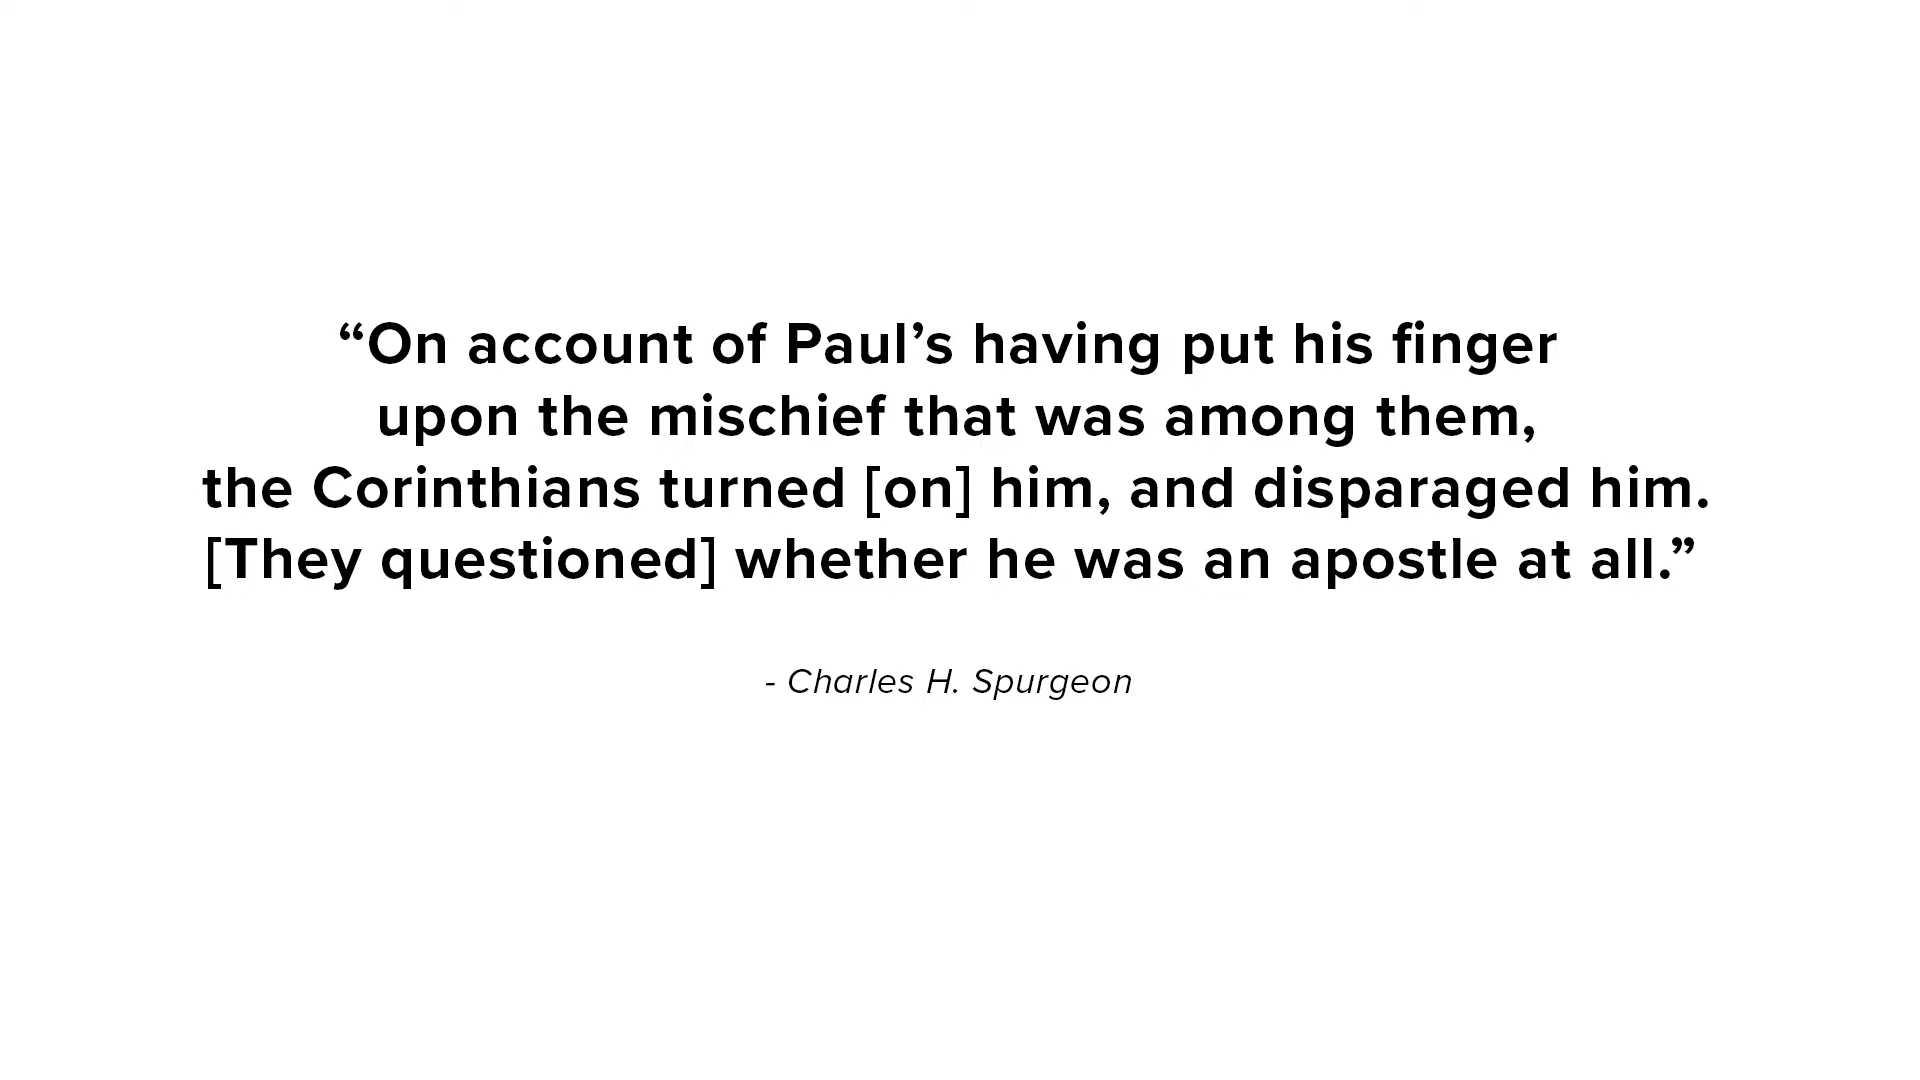 “On account of Paul’s having put his finger
upon the mischief that was among them,
the Corinthians turned [on] him, and disparaged him.
[They questioned] whether he was an apostle at all.”
- Charles H. Spurgeon